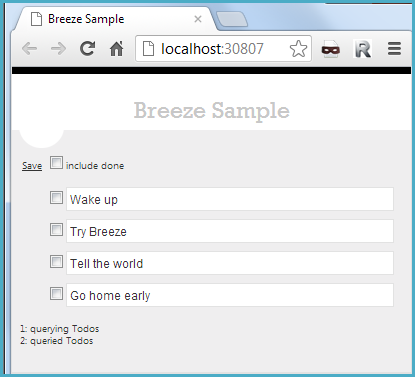 Breeze Sample
localhost:30807
Breeze Sample
Save include done
Wake up
Try Breeze
Tell the world
Go home early
1: querying Todos
2: queried Todos